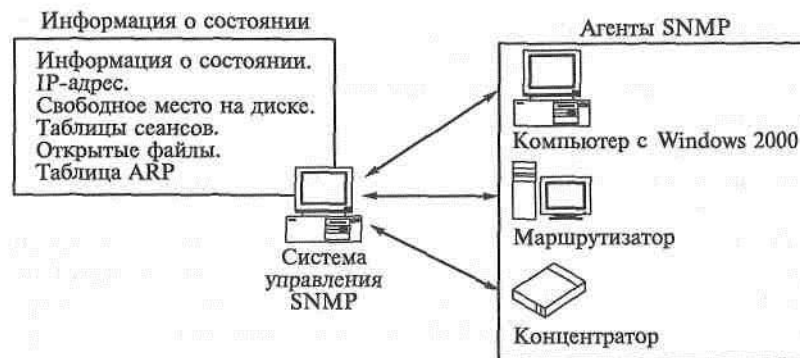 Информация о состоянии
Информация о состоянии.
IP-адрес.
Свободное место на диске.
Таблицы сеансов.
Открытые файлы.
Таблица ARP
Система
управления
SNMP
Агенты SNMP
Компьютер с Windows 2000
Маршрутизатор
Концентратор